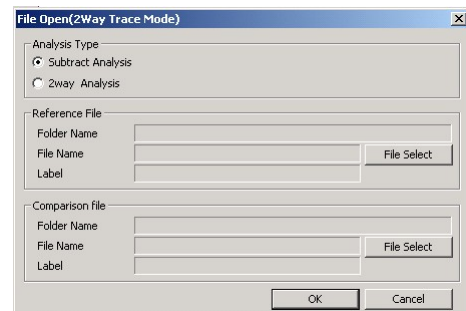 File Open(2Way Trace Mode)
Analysis Type
Subtract Analysis
2way Analysis
Reference File
Folder Name
File Name
File Select
Label
Comparison file
Folder Name
File Name
File Select
Label
OK
Cancel